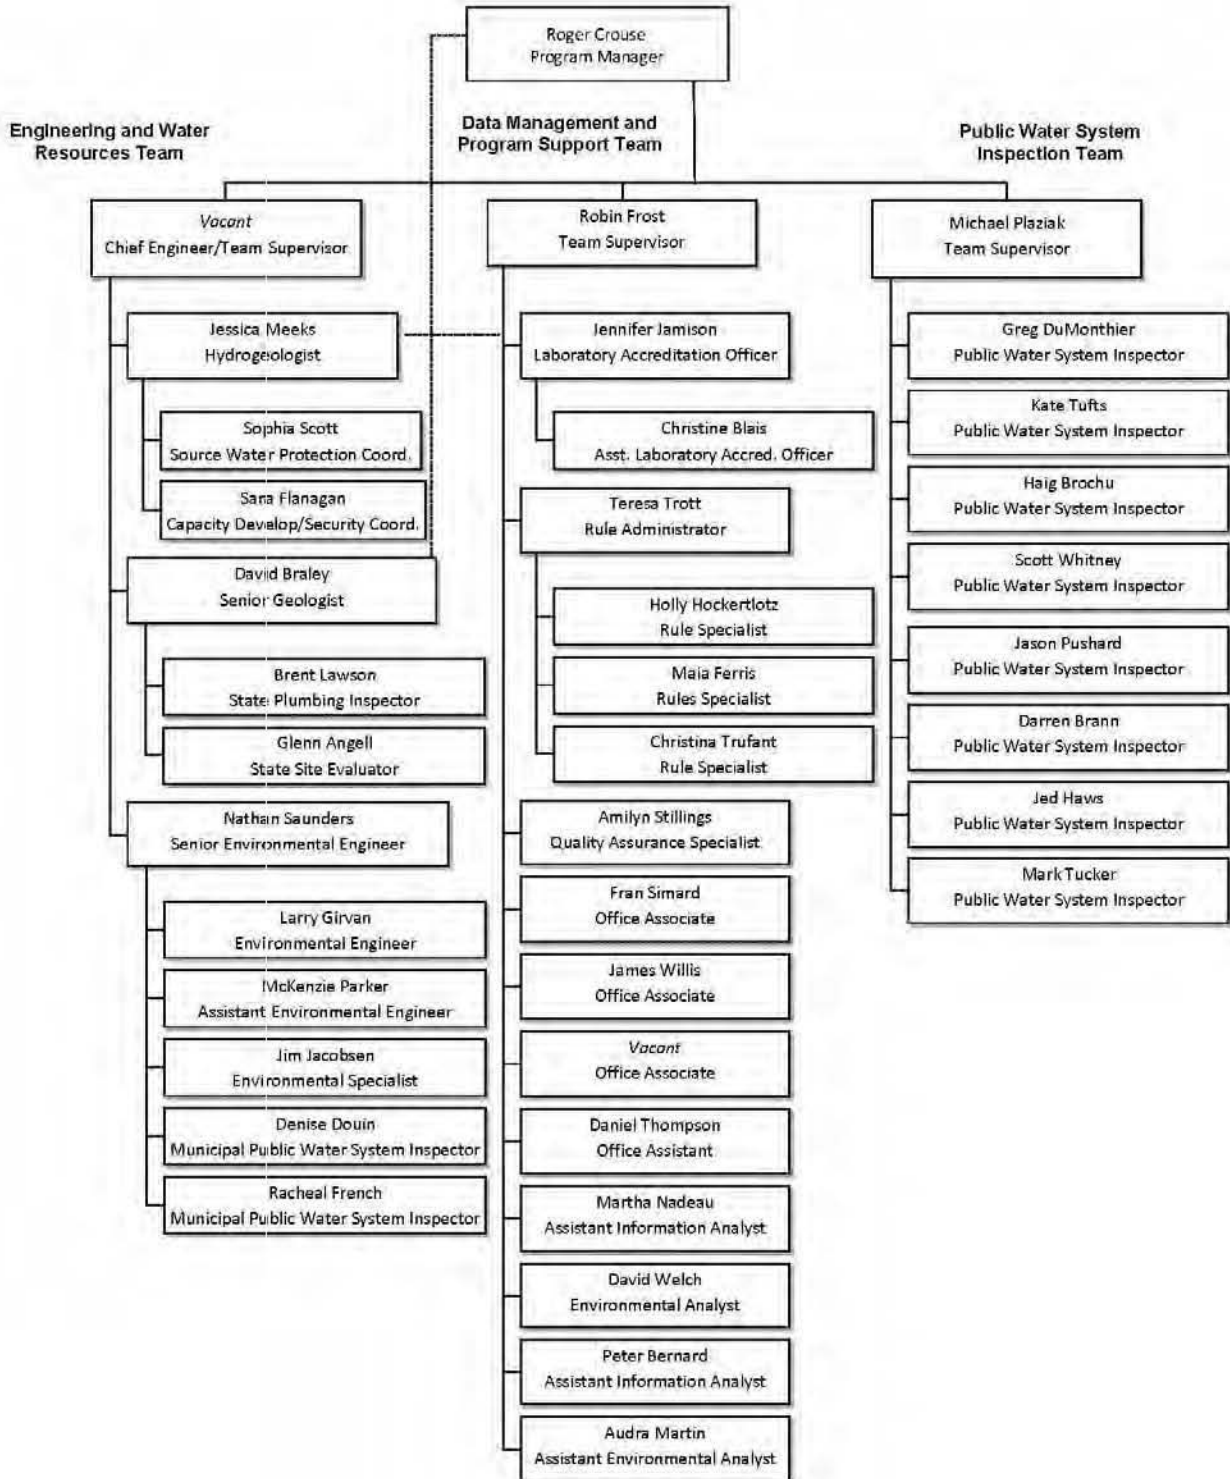 Roger Crouse
Program Manager
Engineering and Water
Resources Team
Data Management and
Program Support Team
Public Water System
Inspection Team
Vacant
Chief Engineer/Team Supervisor
Jessica Meeks
Hydrogeologist
Sophia Scott
Source Water Protection Coord.
Sara Flanagan
Capacity Develop/Security Coord.
David Braley
Senior Geologist
Brent Lawson
State Plumbing Inspector
Glenn Angell
State Site Evaluator
Nathan Saunders
Senior Environmental Engineer
Larry Girvan
Environmental Engineer
McKenzie Parker
Assistant Environmental Engineer
Jim Jacobsen
Environmental Specialist
Denise Douin
Municipal Public Water System Inspector
Racheal French
Municipal Public Water System Inspector
Robin Frost
Team Supervisor
Jennifer Jamison
Laboratory Accreditation Officer
Christine Blais
Asst. Laboratory Accred. Officer
Teresa Trott
Rule Administrator
Holly Hockertlotz
Rule Specialist
Maia Ferris
Rules Specialist
Christina Trufant
Rule Specialist
Amilyn Stillings
Quality Assurance Specialist
Fran Simard
Office Associate
James Willis
Office Associate
Vacant
Office Associate
Daniel Thompson
Office Assistant
Martha Nadeau
Assistant Information Analyst
David Welch
Environmental Analyst
Peter Bernard
Assistant Information Analyst
Audra Martin
Assistant Environmental Analyst
Michael Plaziak
Team Supervisor
Greg DuMonthier
Public Water System Inspector
Kate Tufts
Public Water System Inspector
Haig Brochu
Public Water System Inspector
Scott Whitney
Public Water System Inspector
Jason Pushard
Public Water System Inspector
Darren Brann
Public Water System Inspector
Jed Haws
Public Water System Inspector
Mark Tucker
Public Water System Inspector